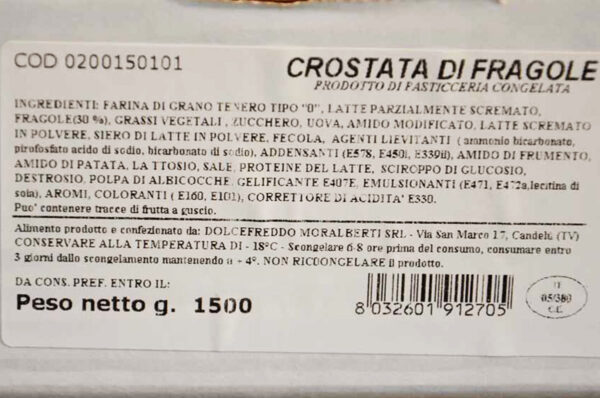 COD 0200150101
CROSTATA DI FRAGOLE
PRODOTTO DI PASTICCERIA CONGELATA
INGREDIENTI: FARINA DI GRANO TENERO TIPO "0", LATTE PARZIALMENTE SCREMATO,
FRAGOLE(30 %), GRASSI VEGETALI , ZUCCHERO, UOVA, AMIDO MODIFICATO, LATTE SCREMATO
IN POLVERE, SIERO DI LATTE IN POLVERE, FECOLA, AGENTI LIEVITANTI ( ammonio bicarbonato,
pirofosfato acido di sodio, bicarbonato di sodio), ADDENSANTI (E578, E450i, E339ii), AMIDO DI FRUMENTO,
AMIDO DI PATATA, LATTOSIO, SALE, PROTEINE DEL LATTE, SCIROPPO DI GLUCOSIO,
DESTROSIO, POLPA DI ALBICOCCHE, GELIFICANTE E407E, EMULSIONANTI (E471, E472a,lecitina di
soia), AROMI, COLORANTI ( E160, E101), CORRETTORE DI ACIDITA' E330.
Puo' contenere tracce di frutta a guscio.
Alimento prodotto e confezionato da: DOLCEFREDDO MORALBERTI SRL - Via San Marco 17, Candelù (TV)
CONSERVARE ALLA TEMPERATURA DI - 18°C - Scongelare 6-8 ore prima del consumo, consumare entro
3 giorni dallo scongelamento mantenendo a + 4°. NON RICONGELARE il prodotto.
DA CONS. PREF. ENTRO IL:
Peso netto g. 1500
8 032601 912705
IT
05/380
C.E.